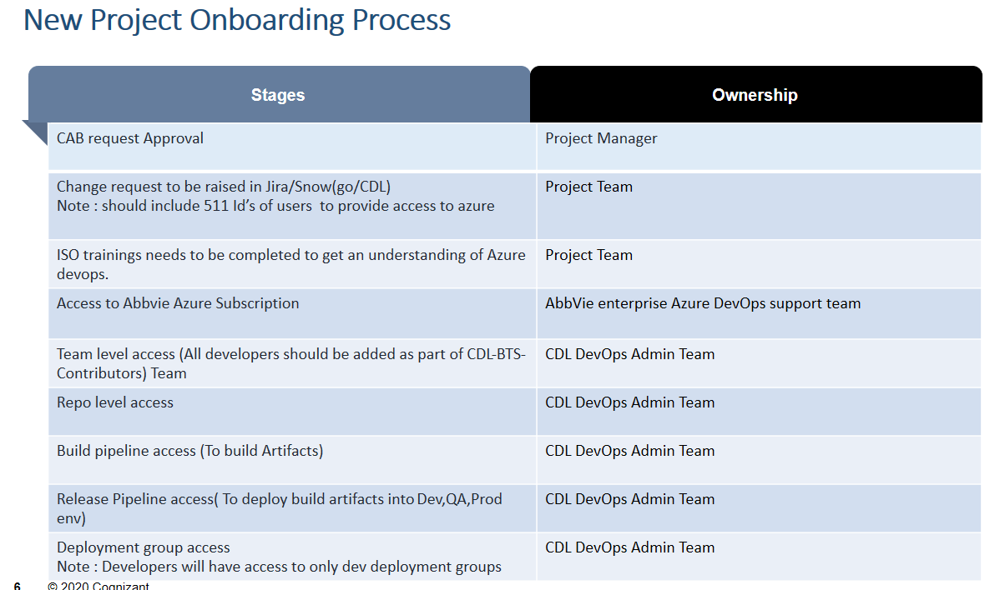 New Project Onboarding Process
Stages
Ownership
CAB request Approval
Project Manager
Change request to be raised in Jira/Snow(go/CDL)
Note : should include 511 Id’s of users  to provide access to azure
Project Team
ISO trainings needs to be completed to get an understanding of Azure
devops.
Project Team
Access to Abbvie Azure Subscription
AbbVie enterprise Azure DevOps support team
Team level access (All developers should be added as part of CDL-BTS-
Contributors) Team
CDL DevOps Admin Team
Repo level access
CDL DevOps Admin Team
Build pipeline access (To build Artifacts)
CDL DevOps Admin Team
Release Pipeline access( To deploy build artifacts into Dev,QA,Prod
env)
CDL DevOps Admin Team
Deployment group access
Note : Developers will have access to only dev deployment groups
CDL DevOps Admin Team
6
© 2020 Cognizant